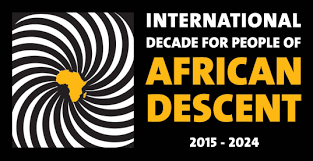 INTERNATIONAL
DECADE FOR PEOPLE OF
AFRICAN
DESCENT
2015 - 2024